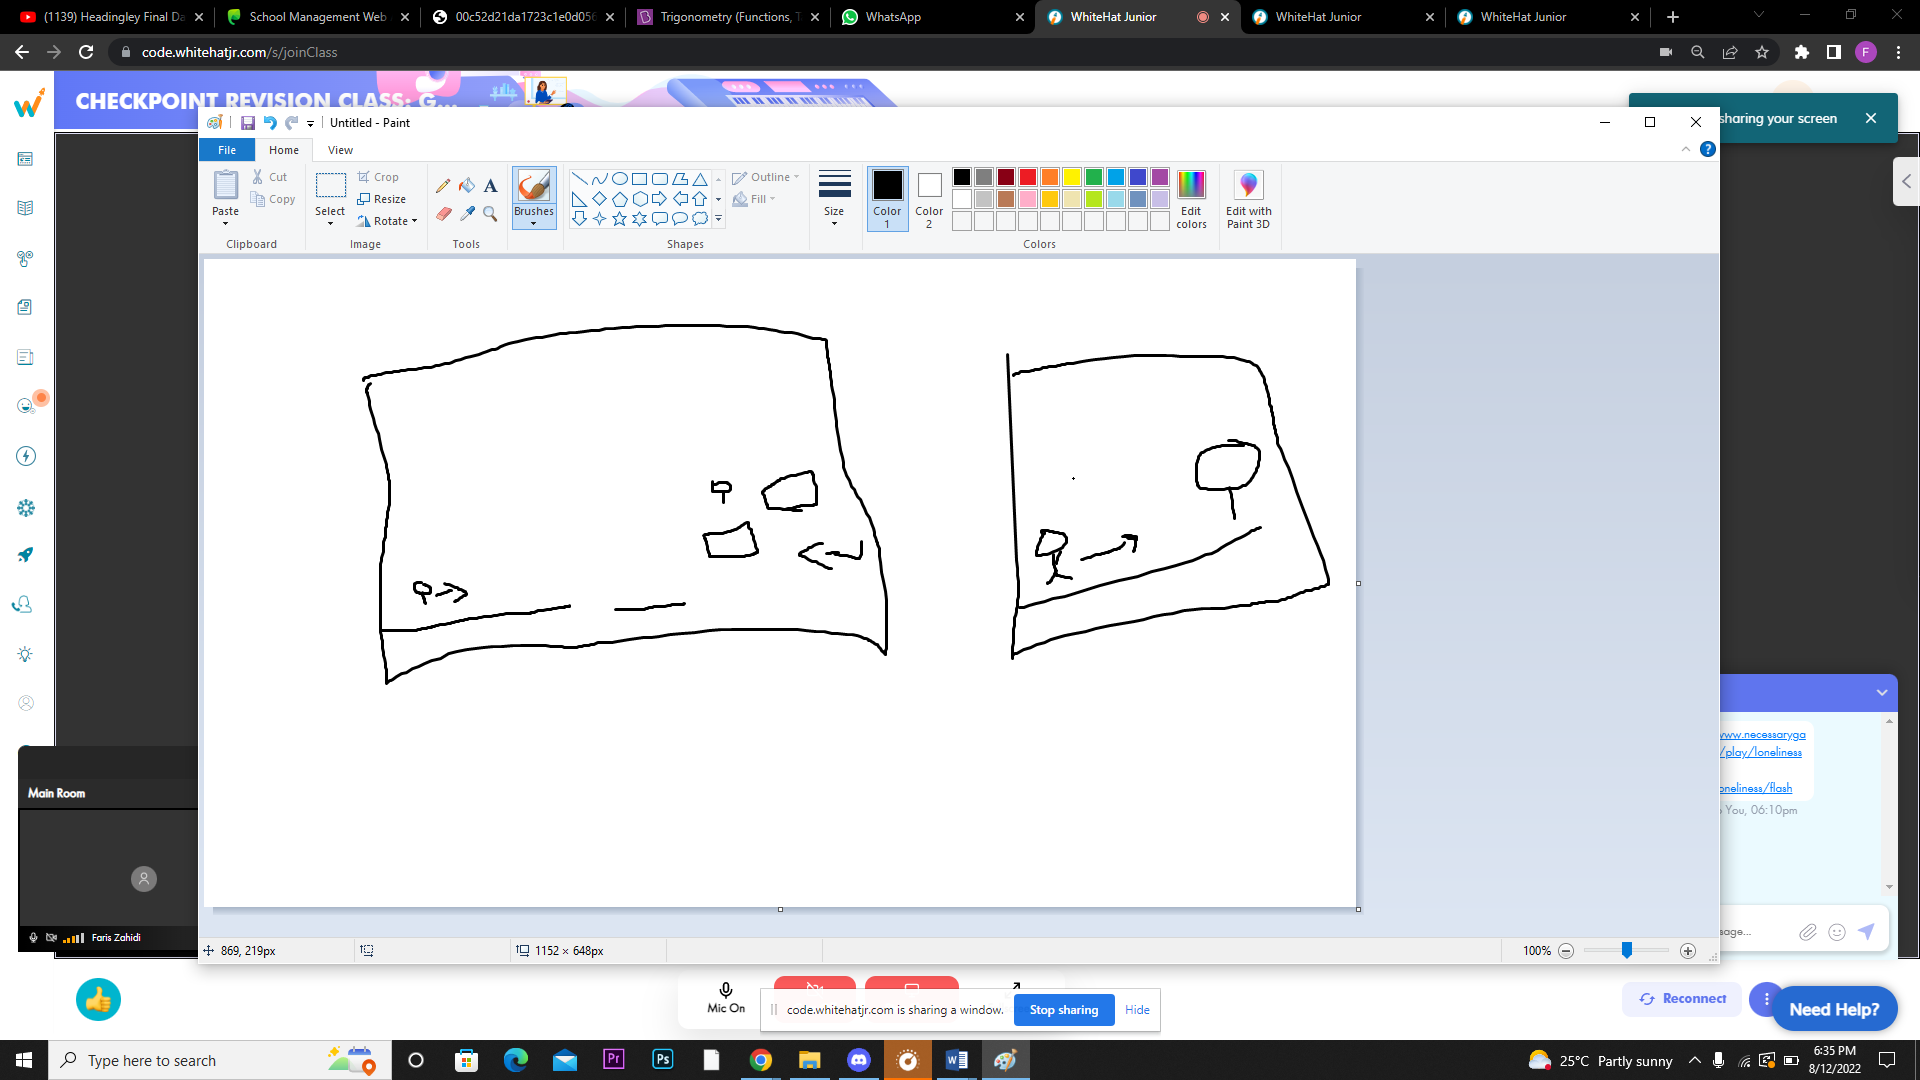 (1139) Headingley Final Da
School Management Web
00c52d21da1723c1e0d056
Trigonometry (Functions, T
WhatsApp
WhiteHat Junior
WhiteHat Junior
WhiteHat Junior
code.whitehatjr.com/s/joinClass
F
CHECKPOINT REVISION CLASS: G...
sharing your screen
Untitled - Paint
File
Home
View
Paste
Cut
Copy
Clipboard
Select
Crop
Resize
Rotate
Image
Tools
Brushes
Shapes
Outline
Fill
Size
Color 1
Color 2
Colors
Edit colors
Edit with Paint 3D
www.necessaryga
/play/loneliness
oneliness/flash
You, 06:10pm
Main Room
Faris Zahidi
869, 219px
1152 × 648px
100%
Mic On
code.whitehatjr.com is sharing a window.
Stop sharing
Hide
Reconnect
Need Help?
Type here to search
25°C Partly sunny
6:35 PM
8/12/2022